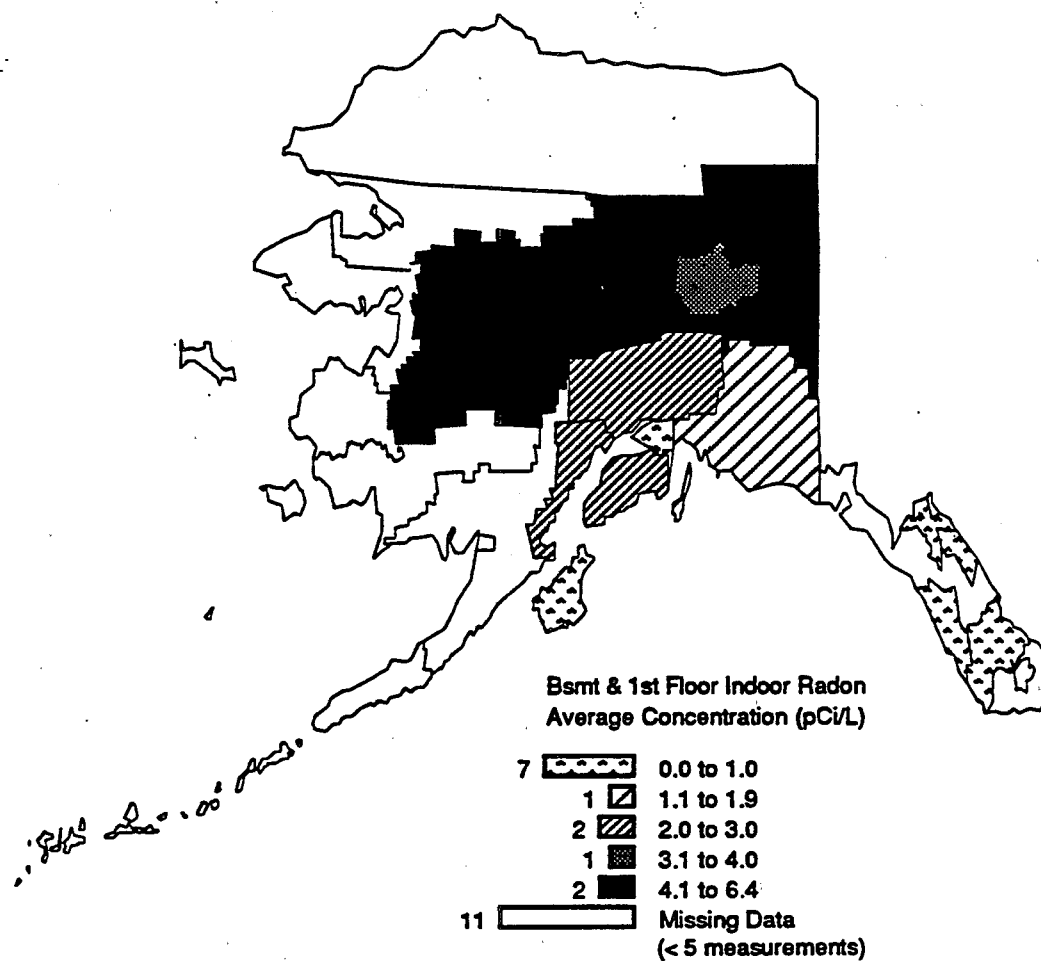 Bsmt & 1st Floor Indoor Radon
Average Concentration (pCi/L)
7 0.0 to 1.0
1 1.1 to 1.9
2 2.0 to 3.0
1 3.1 to 4.0
2 4.1 to 6.4
11 Missing Data
(< 5 measurements)